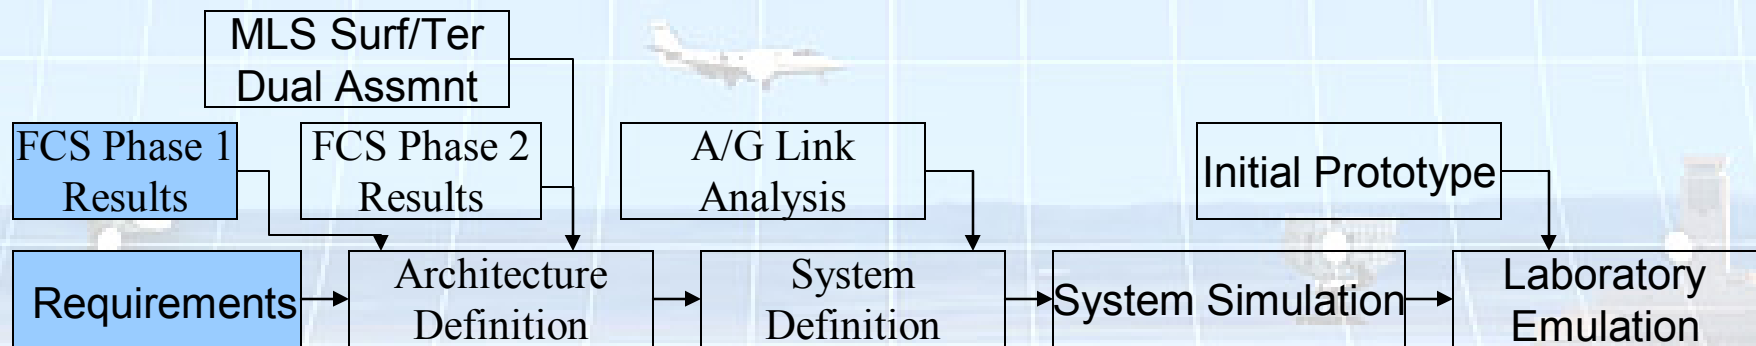 MLS Surf/Ter
Dual Assmnt
FCS Phase 1
Results
FCS Phase 2
Results
A/G Link
Analysis
Initial Prototype
Requirements
Architecture
Definition
System
Definition
System Simulation
Laboratory
Emulation